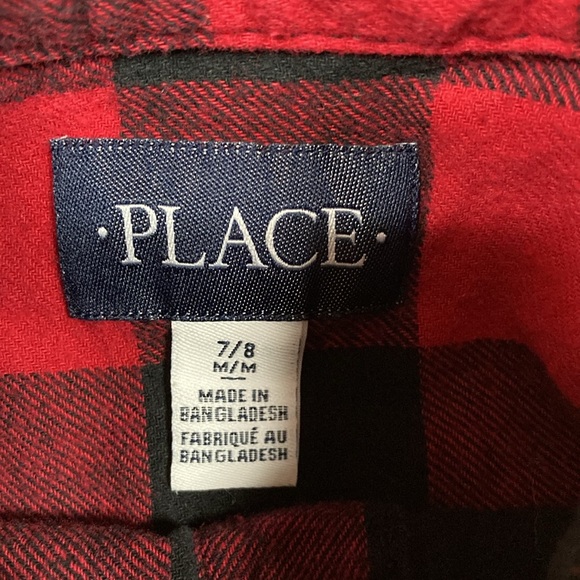 ·PLACE·
7/8
M/M
MADE IN
BANGLADESH
FABRIQUÉ AU
BANGLADESH